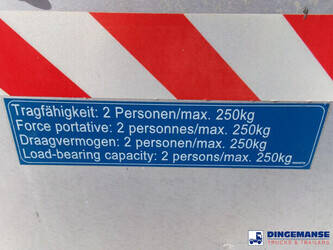 Tragfähigkeit: 2 Personen/max. 250kg
Force portative: 2 personnes/max. 250kg
Draagvermogen: 2 personen/max. 250kg
Load-bearing capacity: 2 persons/max. 250kg
DINGEMANSE
TRUCKS & TRAILERS